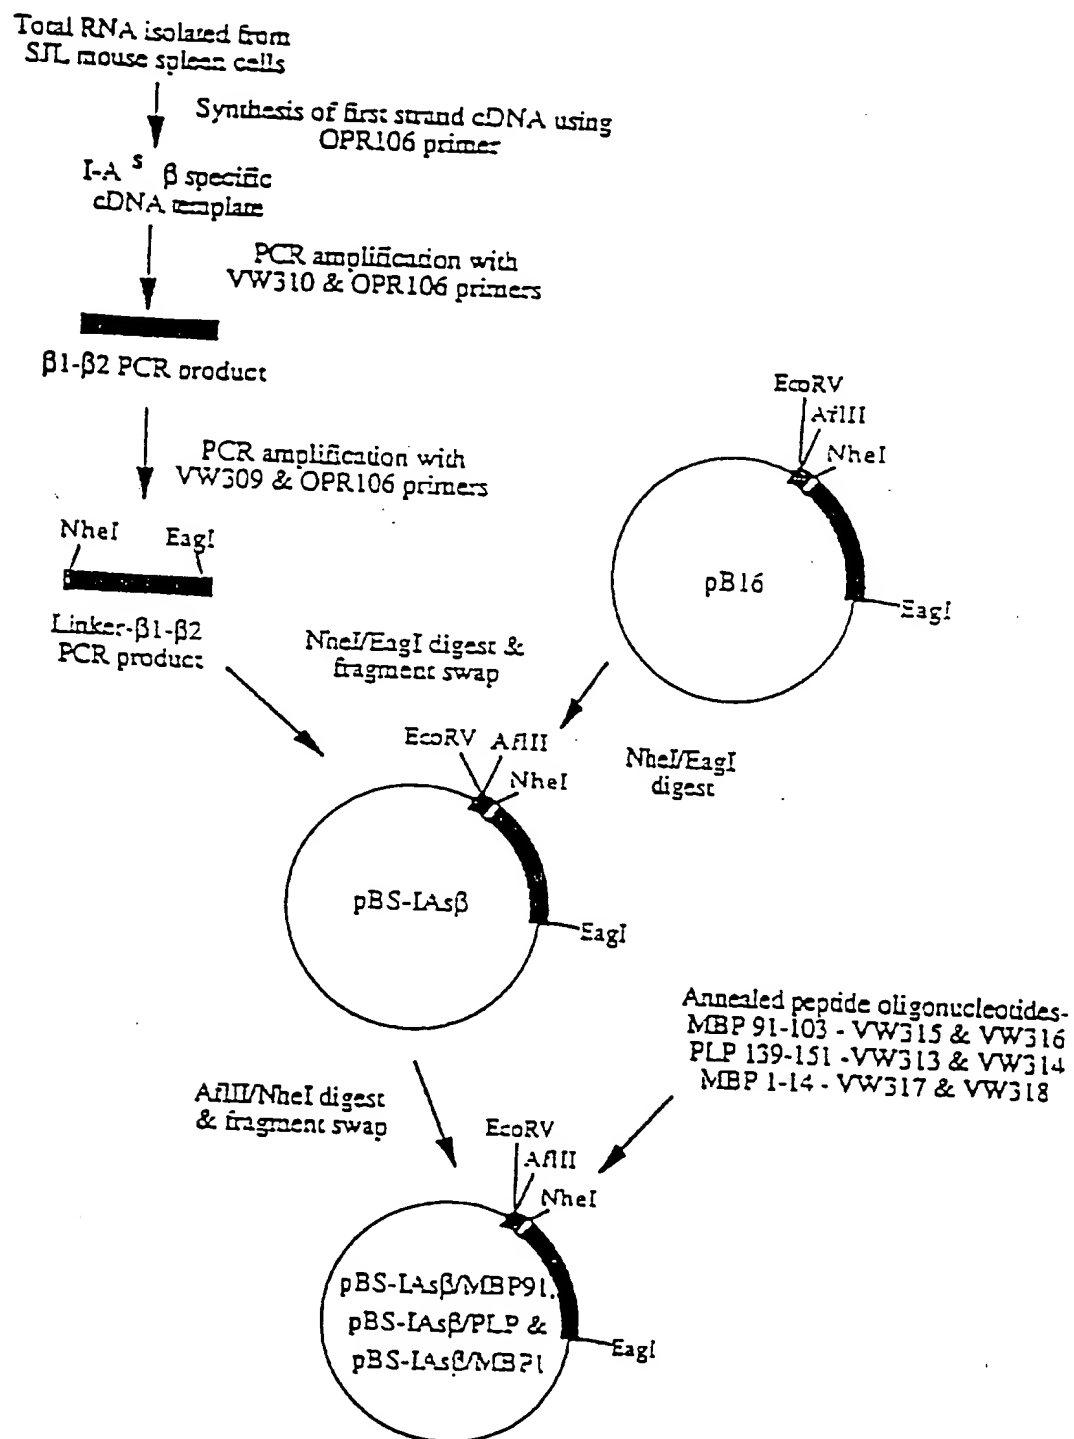 Total RNA isolated from
SJL mouse spleen cells
Synthesis of first strand cDNA using
OPR106 primer
I-A s β specific
cDNA template
PCR amplification with
VW310 & OPR106 primers
β1-β2 PCR product
PCR amplification with
VW309 & OPR106 primers
NheI EagI
Linker-β1-β2
PCR product
EcoRV
AflII
NheI
pB16
EagI
NheI/EagI digest &
fragment swap
NheI/EagI
digest
EcoRV AflII
NheI
pBS-IAsβ
EagI
Annealed peptide oligonucleotides-
MBP 91-103 - VW315 & VW316
PLP 139-151 -VW313 & VW314
MBP 1-14 - VW317 & VW318
AflII/NheI digest
& fragment swap
EcoRV
AflII
NheI
pBS-IAsβ/MBP91,
pBS-IAsβ/PLP &
pBS-IAsβ/MBP1
EagI